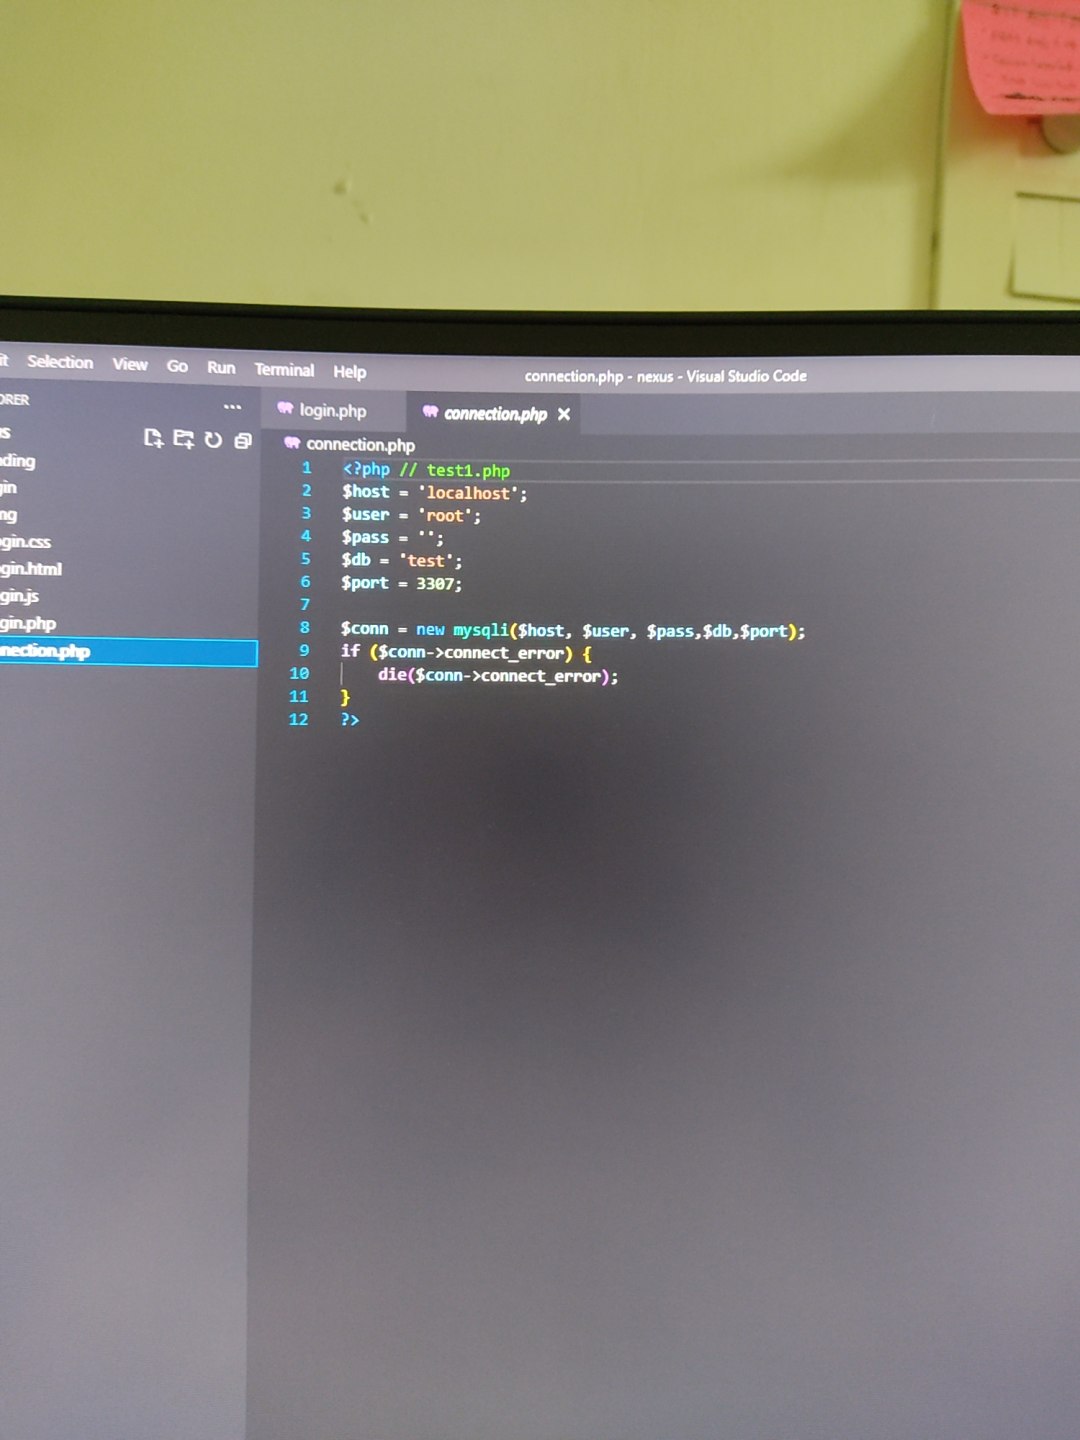 it Selection View Go Run Terminal Help
connection.php - nexus - Visual Studio Code
ORER
...
login.php
connection.php
s
connection.php
ding
gin
ng
gin.css
gin.html
gin.js
gin.php
nection.php
1 <?php // test1.php
2 $host = 'localhost';
3 $user = 'root';
4 $pass = '';
5 $db = 'test';
6 $port = 3307;
7
8 $conn = new mysqli($host, $user, $pass,$db,$port);
9 if ($conn->connect_error) {
10 die($conn->connect_error);
11 }
12 ?>